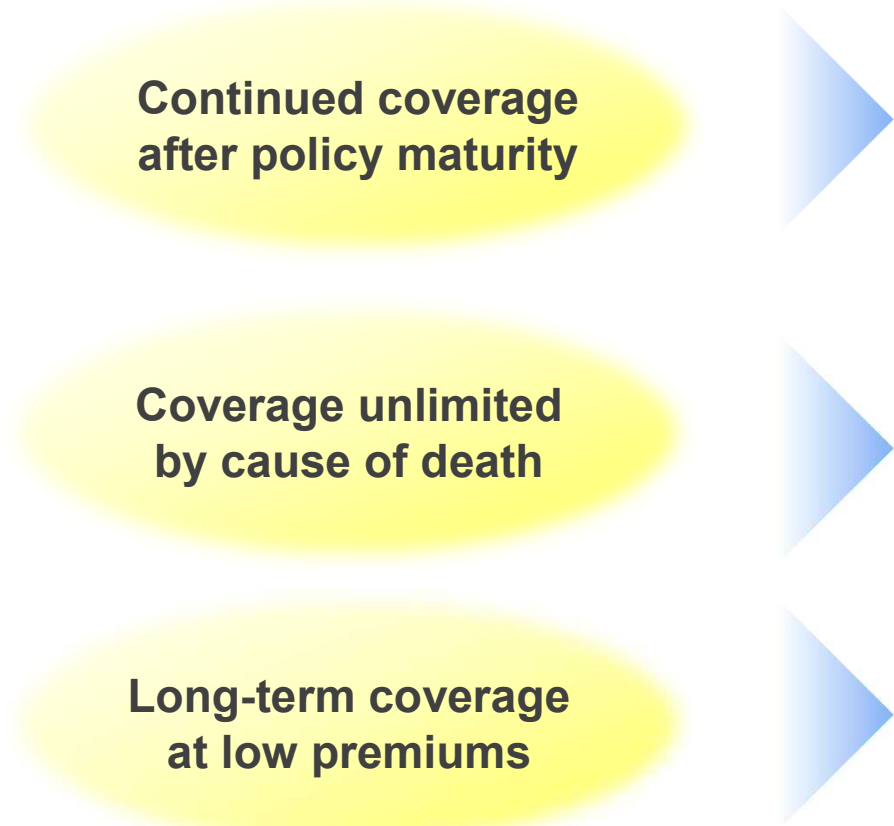 Continued coverage
after policy maturity
Coverage unlimited
by cause of death
Long-term coverage
at low premiums